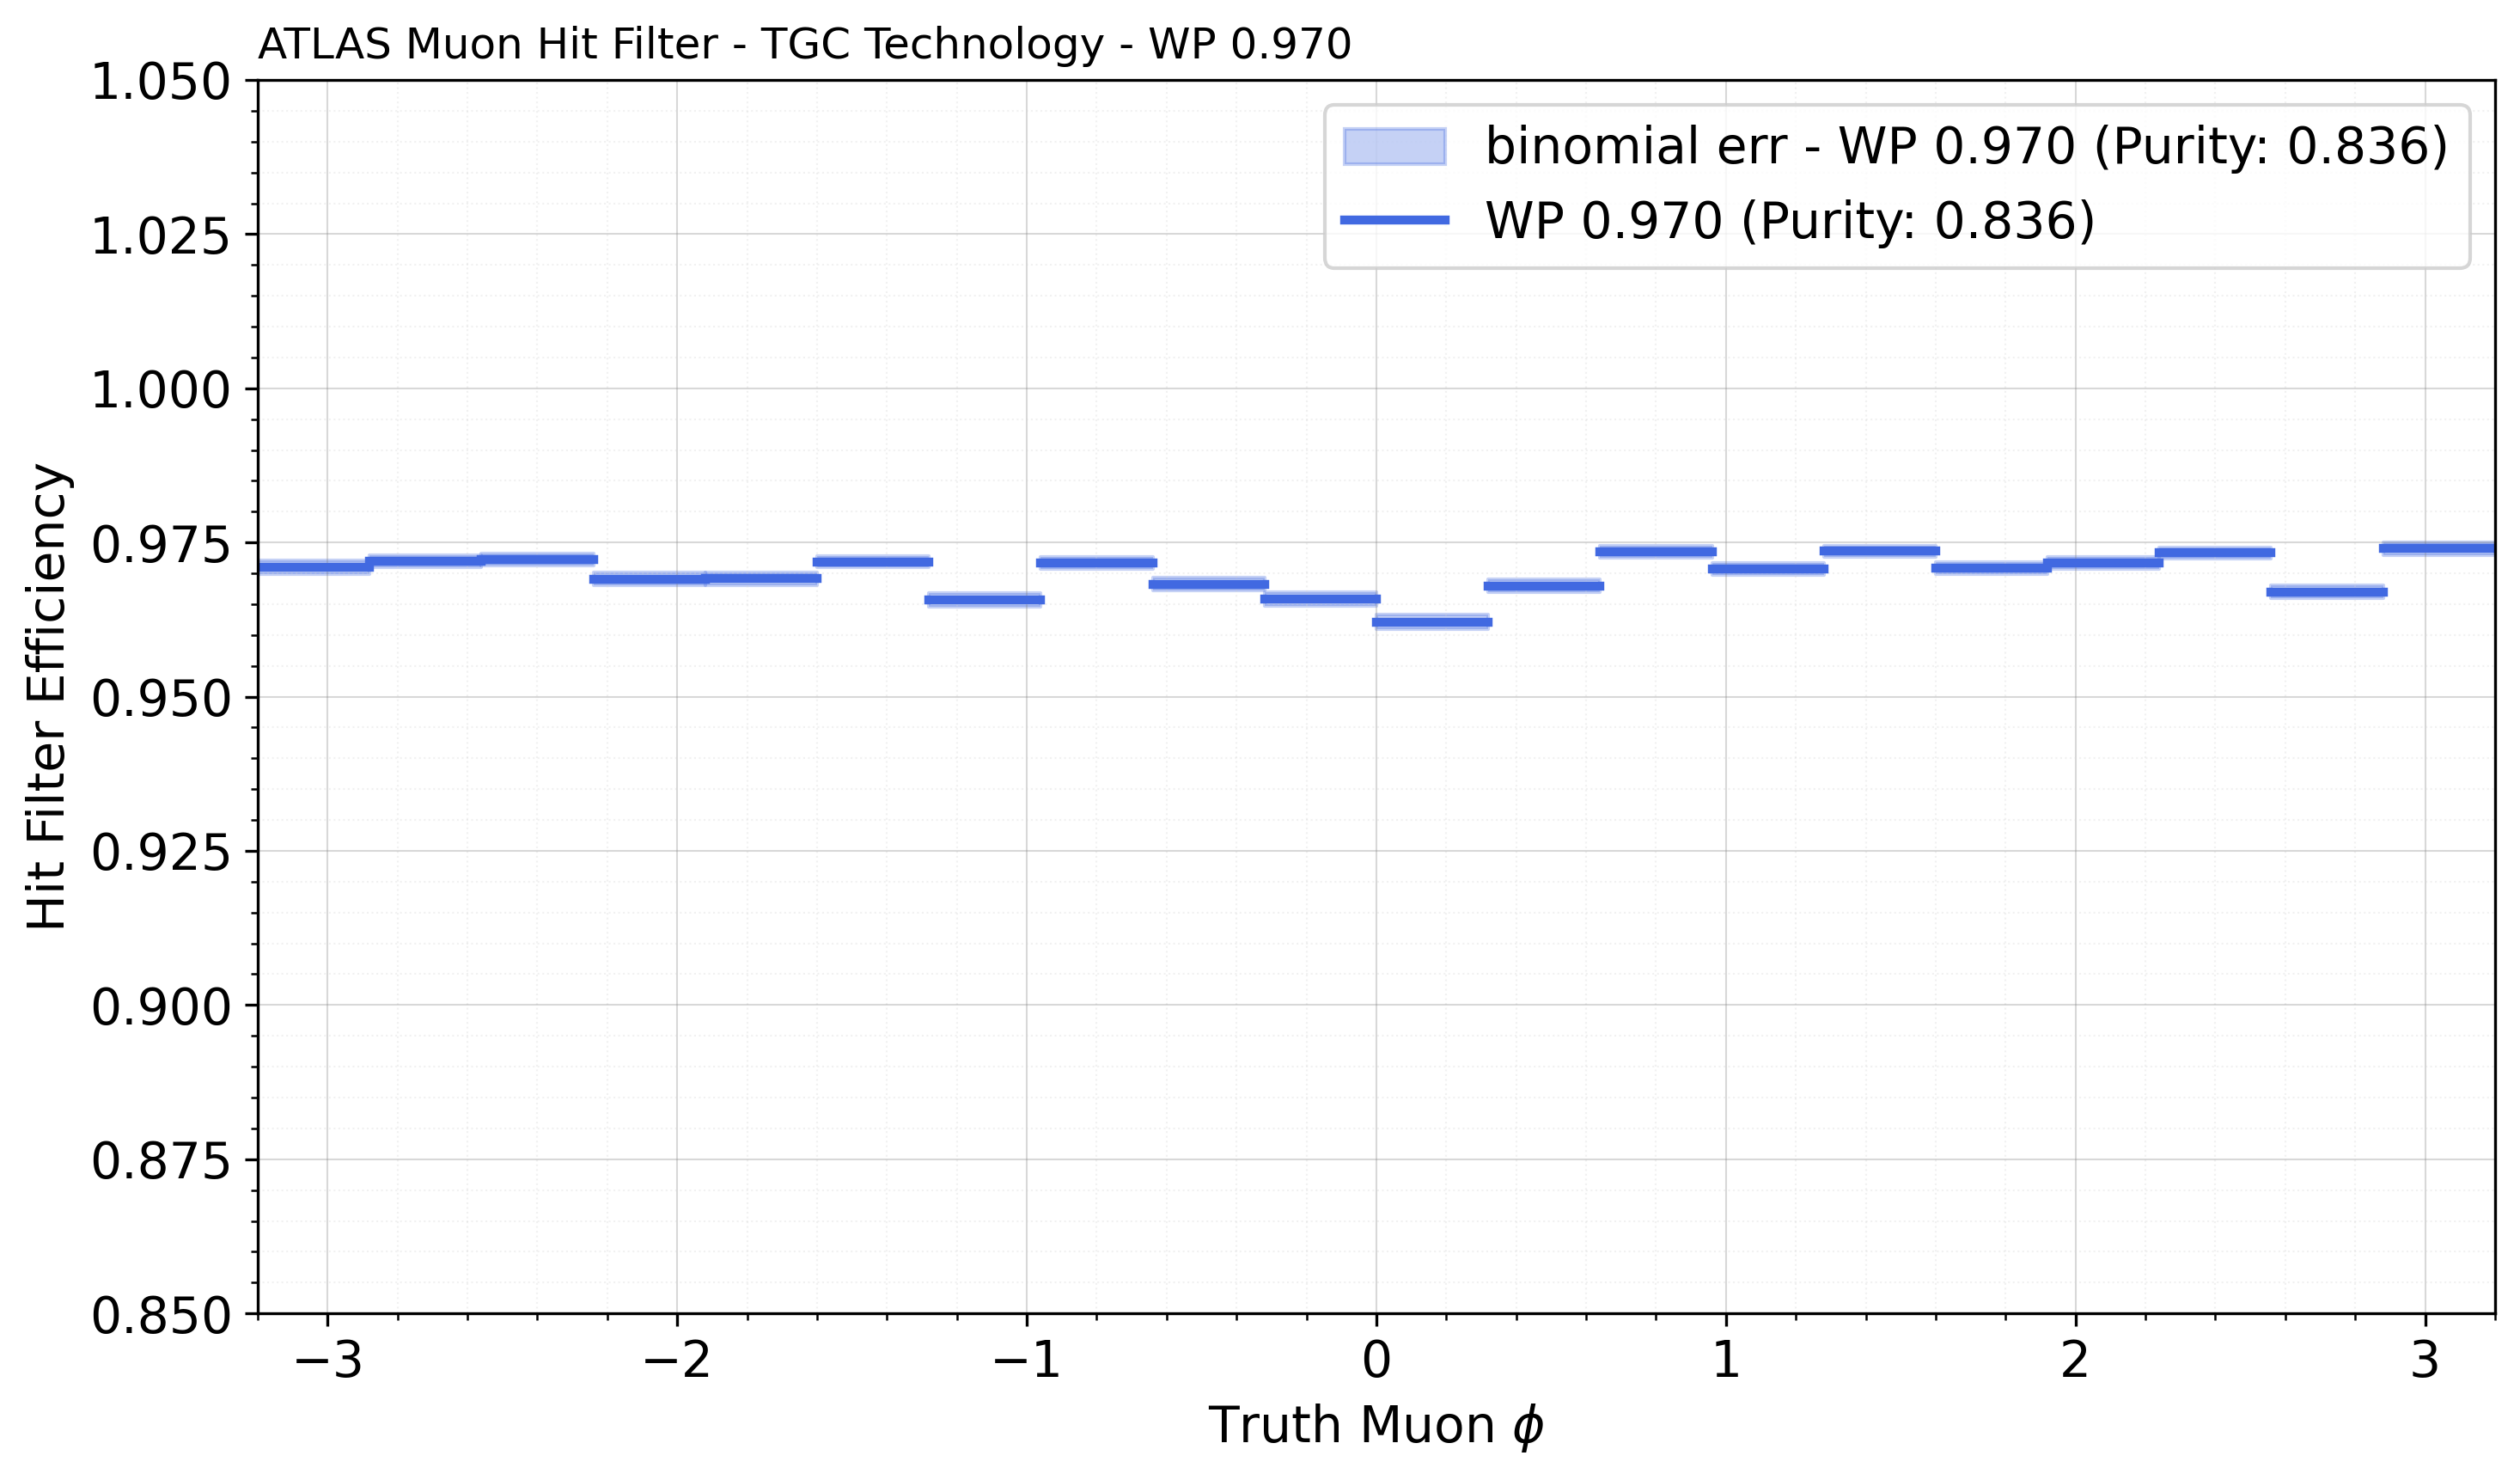 ATLAS Muon Hit Filter - TGC Technology - WP 0.970
binomial err - WP 0.970 (Purity: 0.836)
WP 0.970 (Purity: 0.836)
Hit Filter Efficiency
1.050
1.025
1.000
0.975
0.950
0.925
0.900
0.875
0.850
−3 −2 −1 0 1 2 3
Truth Muon ϕ